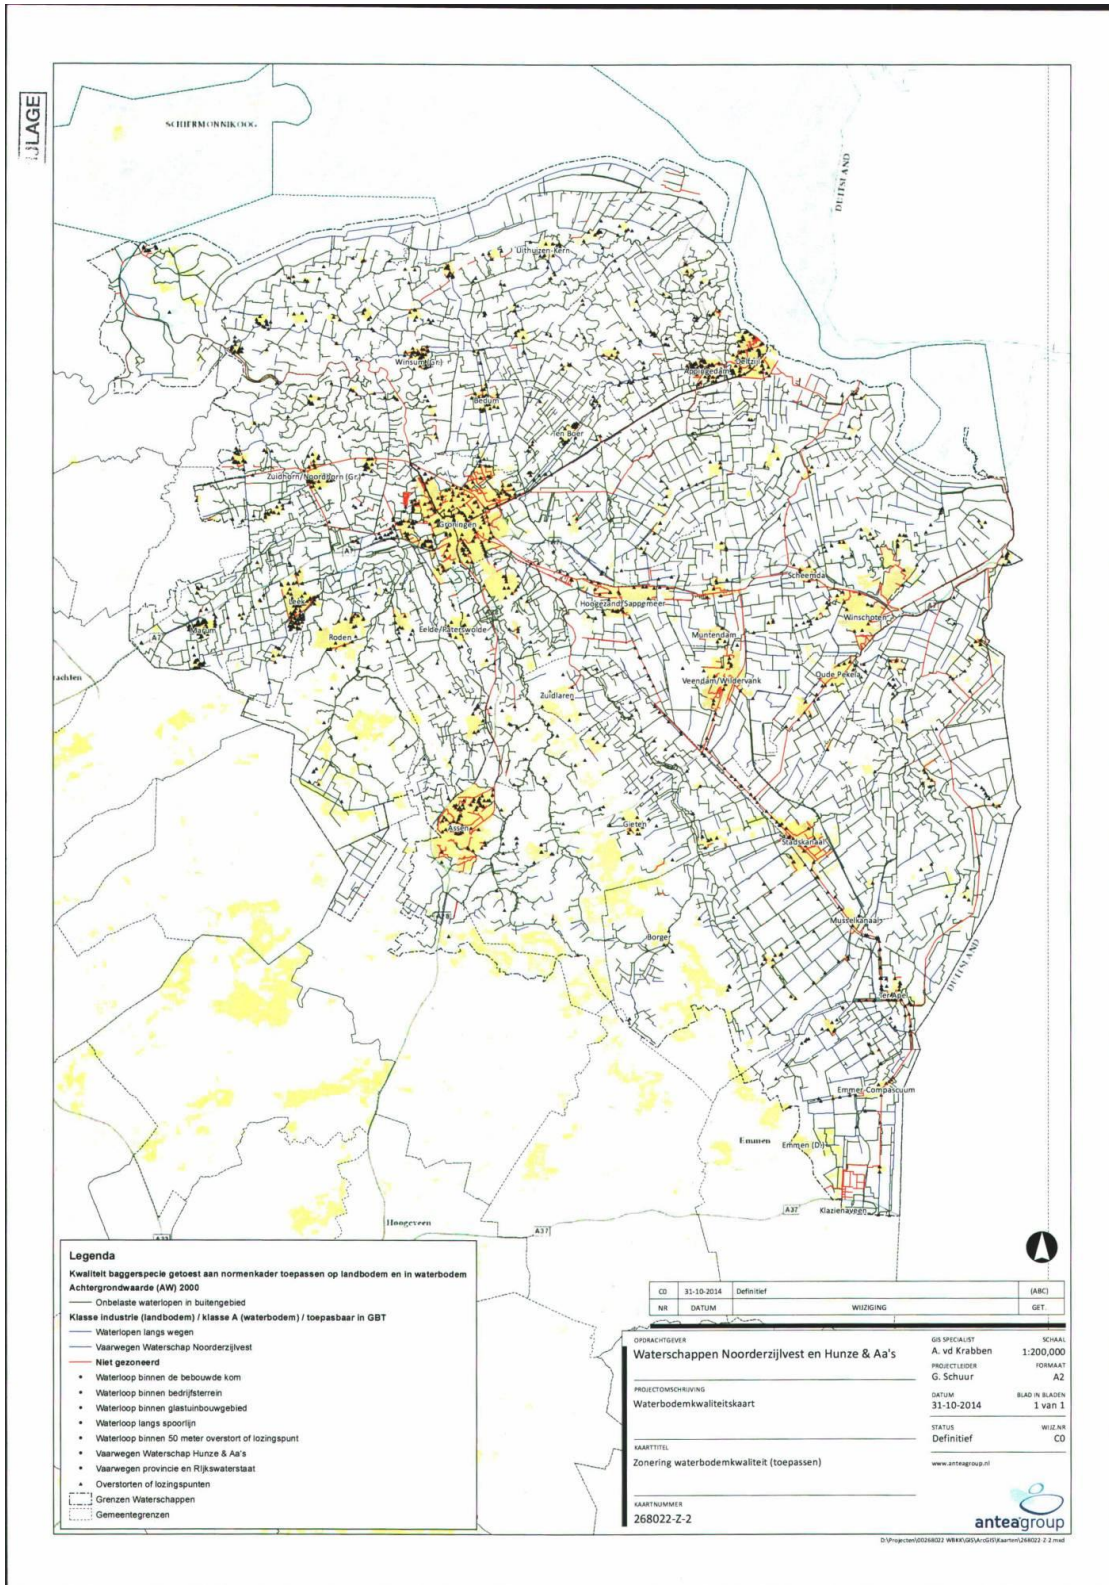 SCHIERMONNIKOOG
DUITSLAND
Uithuizen-Kern
Winsum (Gr)
Delfzijl
Appingedam
Bedum
Ten Boer
Zuidhorn/Noordhorn (Gr.)
Groningen
A7
Scheemda
Hoogezand/Sappemeer
Leek
Winschoten
A7
Marum
Eelde/Paterswolde
Muntendam
Roden
A7
Oude Pekela
Veendam/Wildervank
Zuidlaren
Gieten
Assen
Stadskanaal
A28
Musselkanaal
Borger
DUITSLAND
Ter Apel
Emmer-Compascuum
Emmen
Emmen (D.)
A37
Klazienaveen
Hoogeveen
A37
Legenda
Kwaliteit baggerspecie getoest aan normenkader toepassen op landbodem en in waterbodem
Achtergrondwaarde (AW) 2000
Onbelaste waterlopen in buitengebied
Klasse industrie (landbodem) / klasse A (waterbodem) / toepasbaar in GBT
Waterlopen langs wegen
Vaarwegen Waterschap Noorderzijlvest
Niet gezoneerd
Waterloop binnen de bebouwde kom
Waterloop binnen bedrijfsterrein
Waterloop binnen glastuinbouwgebied
Waterloop langs spoorlijn
Waterloop binnen 50 meter overstort of lozingspunt
Vaarwegen Waterschap Hunze & Aa's
Vaarwegen provincie en Rijkswaterstaat
Overstorten of lozingspunten
Grenzen Waterschappen
Gemeentegrenzen
C0 31-10-2014 Definitief (ABC)
NR DATUM WIJZIGING GET.
OPDRACHTGEVER
Waterschappen Noorderzijlvest en Hunze & Aa's
PROJECTOMSCHRIJVING
Waterbodemkwaliteitskaart
KAARTTITEL
Zonering waterbodemkwaliteit (toepassen)
KAARTNUMMER
268022-Z-2
GIS SPECIALIST SCHAAL
A. vd Krabben 1:200,000
PROJECTLEIDER FORMAAT
G. Schuur A2
DATUM BLAD IN BLADEN
31-10-2014 1 van 1
STATUS WIJZ.NR
Definitief C0
www.anteagroup.nl
anteagroup